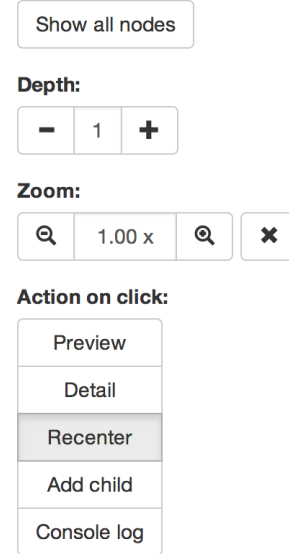 Show all nodes
Depth:
1
Zoom:
1.00 x
Action on click:
Preview
Detail
Recenter
Add child
Console log